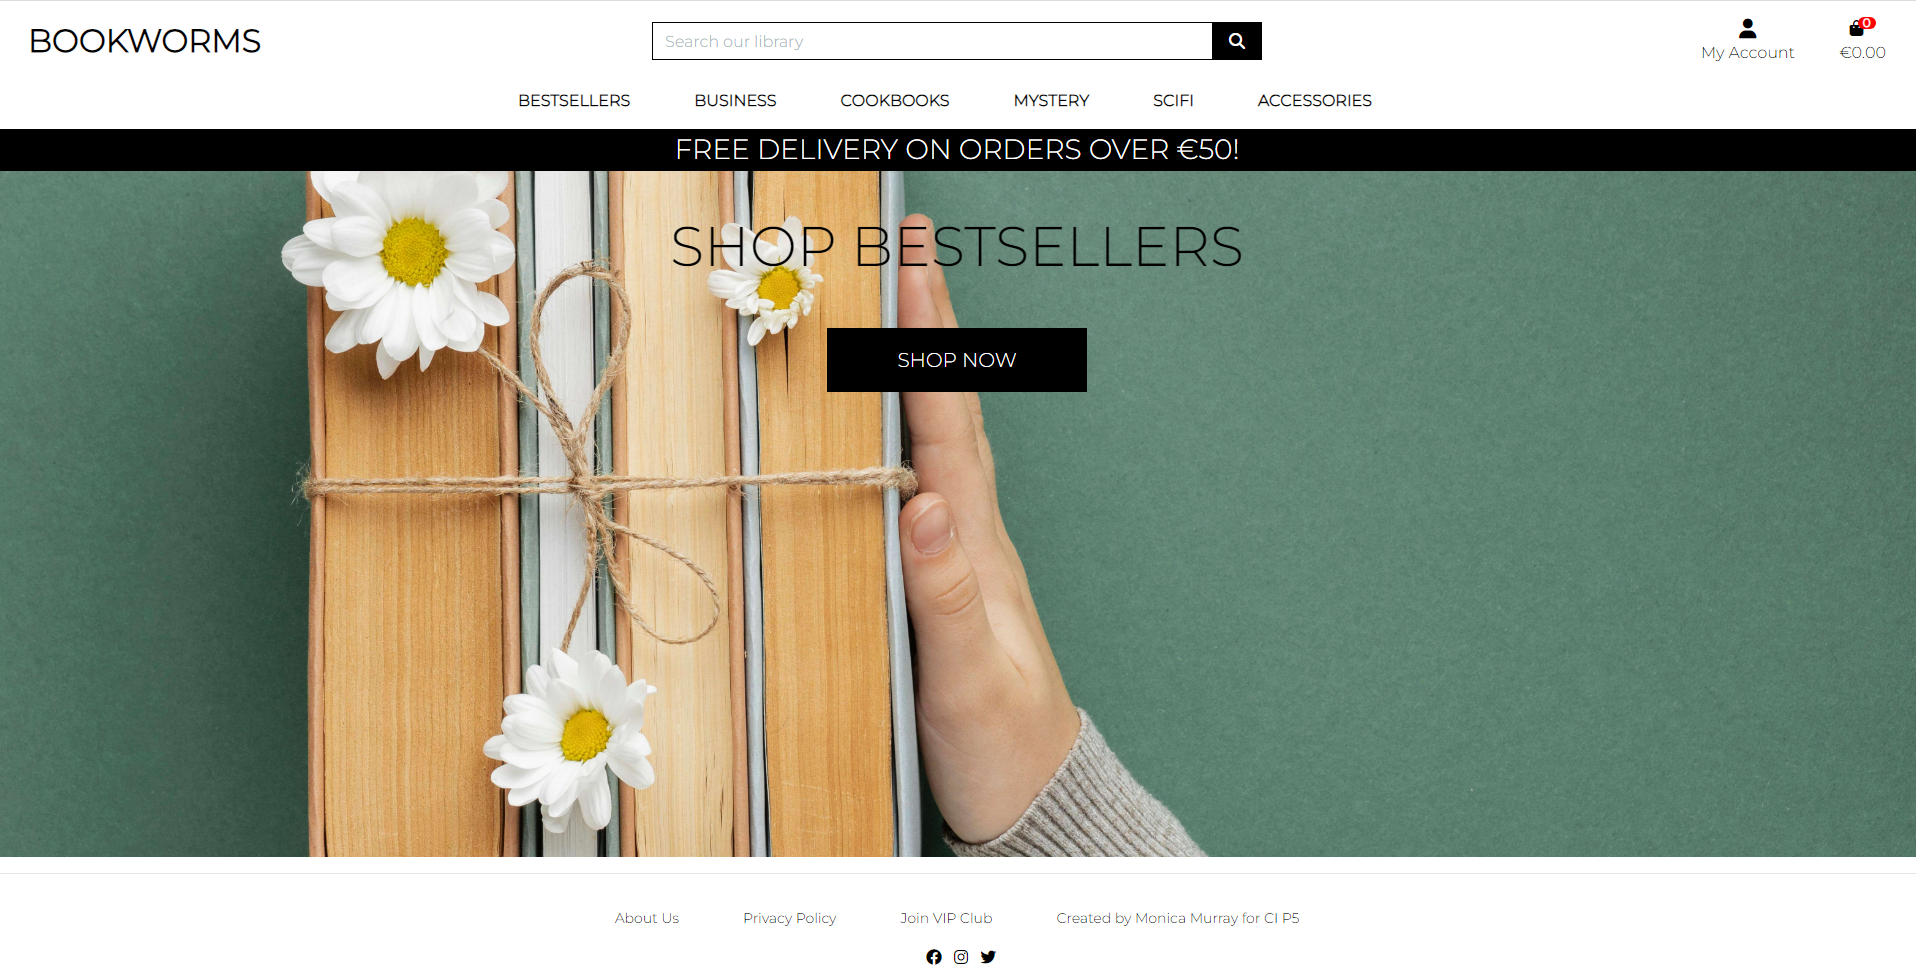 BOOKWORMS
Search our library
My Account
0
€0.00
BESTSELLERS BUSINESS COOKBOOKS MYSTERY SCIFI ACCESSORIES
FREE DELIVERY ON ORDERS OVER €50!
SHOP BESTSELLERS
SHOP NOW
About Us Privacy Policy Join VIP Club Created by Monica Murray for CI P5